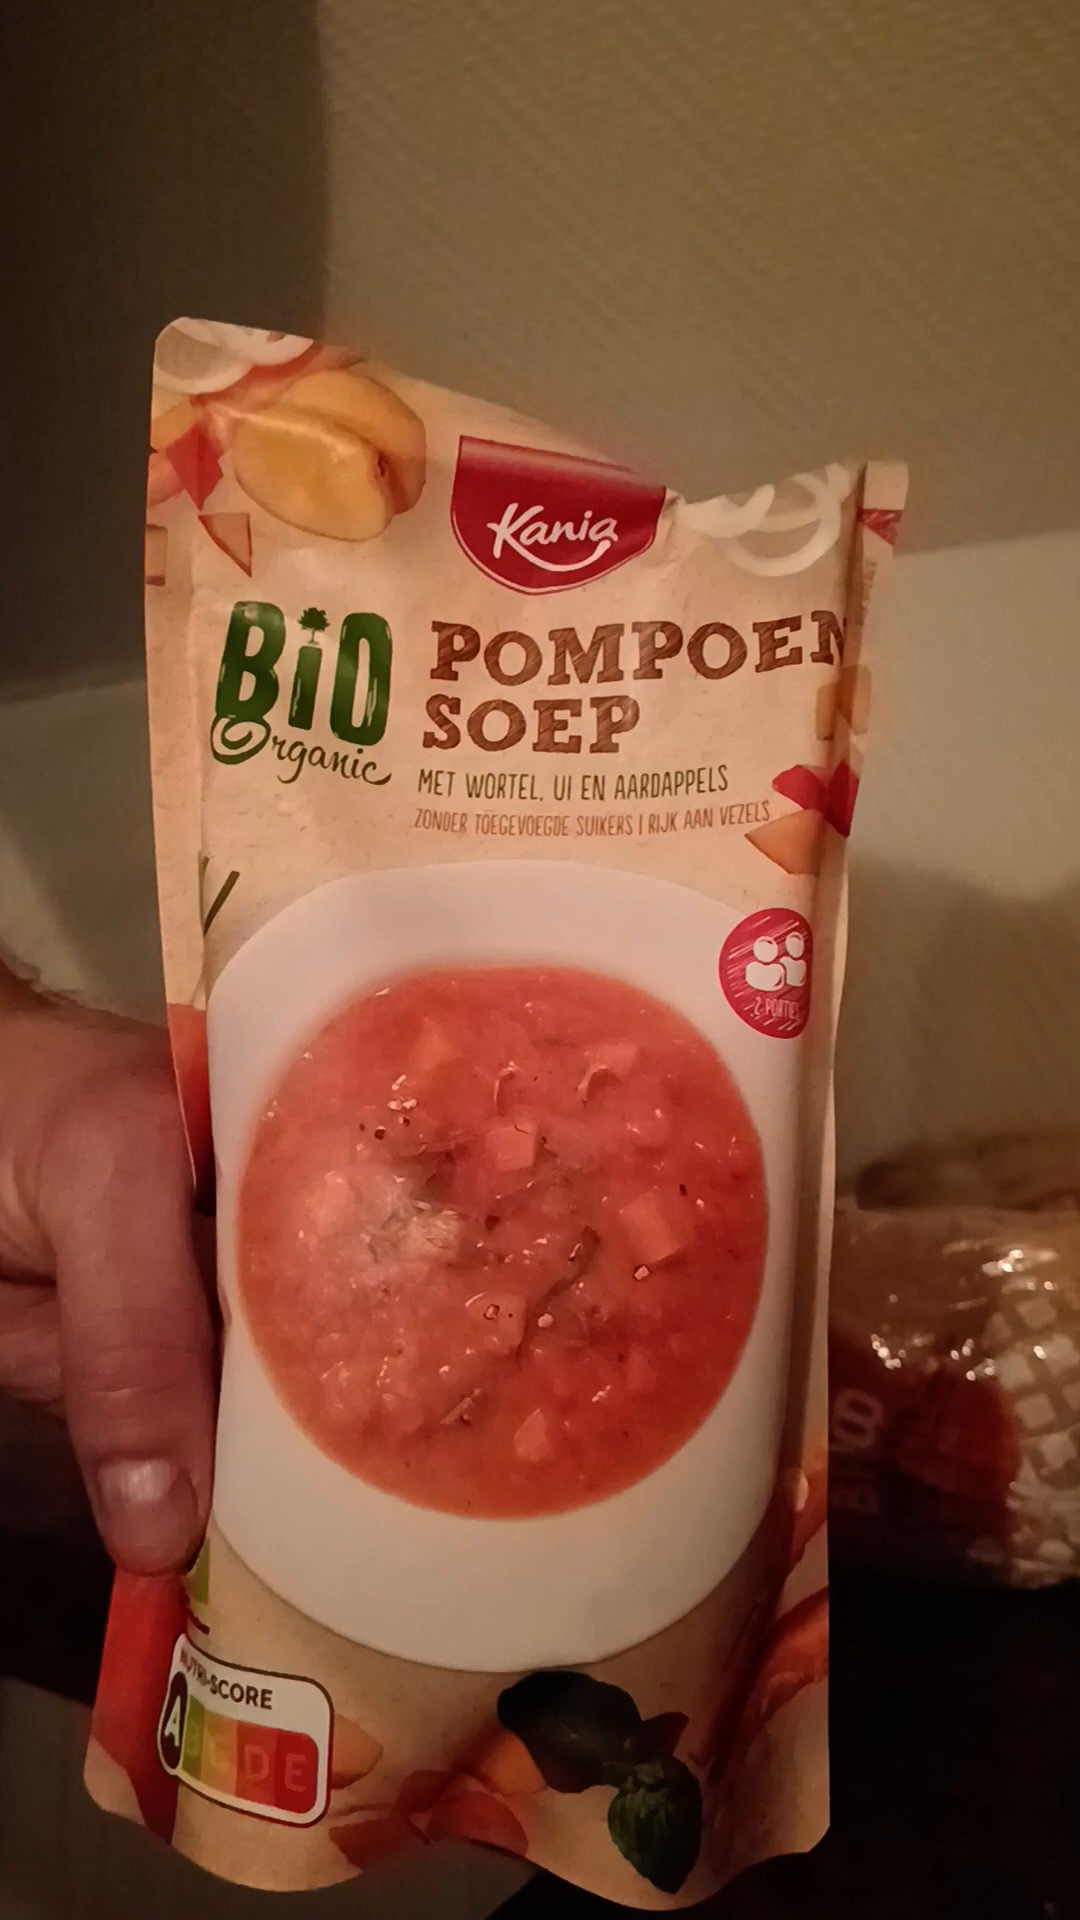 Kania
BiO
Organic
POMPOEN
SOEP
MET WORTEL, UI EN AARDAPPELS
ZONDER TOEGEVOEGDE SUIKERS | RIJK AAN VEZELS
2 PORTIES
NUTRI-SCORE
A B C D E